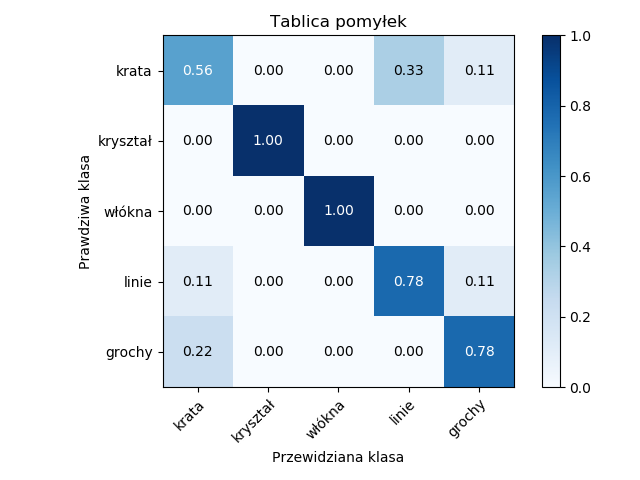 Tablica pomyłek
Prawdziwa klasa
krata 0.56 0.00 0.00 0.33 0.11
kryształ 0.00 1.00 0.00 0.00 0.00
włókna 0.00 0.00 1.00 0.00 0.00
linie 0.11 0.00 0.00 0.78 0.11
grochy 0.22 0.00 0.00 0.00 0.78
krata kryształ włókna linie grochy
Przewidziana klasa
1.0
0.8
0.6
0.4
0.2
0.0